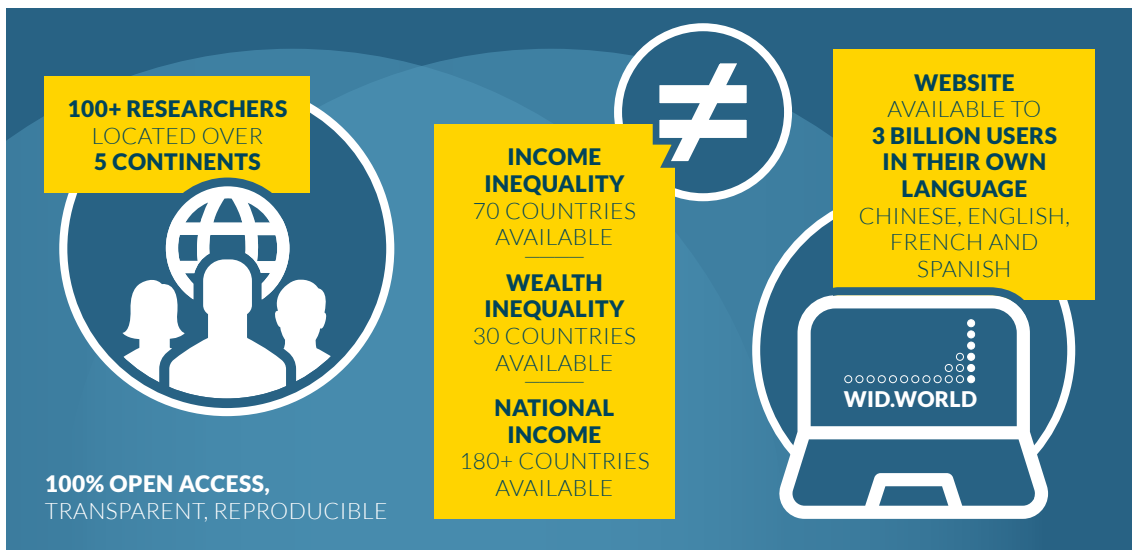 100+ RESEARCHERS
LOCATED OVER
5 CONTINENTS
100% OPEN ACCESS,
TRANSPARENT, REPRODUCIBLE
≠
INCOME
INEQUALITY
70 COUNTRIES
AVAILABLE
WEALTH
INEQUALITY
30 COUNTRIES
AVAILABLE
NATIONAL
INCOME
180+ COUNTRIES
AVAILABLE
WEBSITE
AVAILABLE TO
3 BILLION USERS
IN THEIR OWN
LANGUAGE
CHINESE, ENGLISH,
FRENCH AND
SPANISH
WID.WORLD